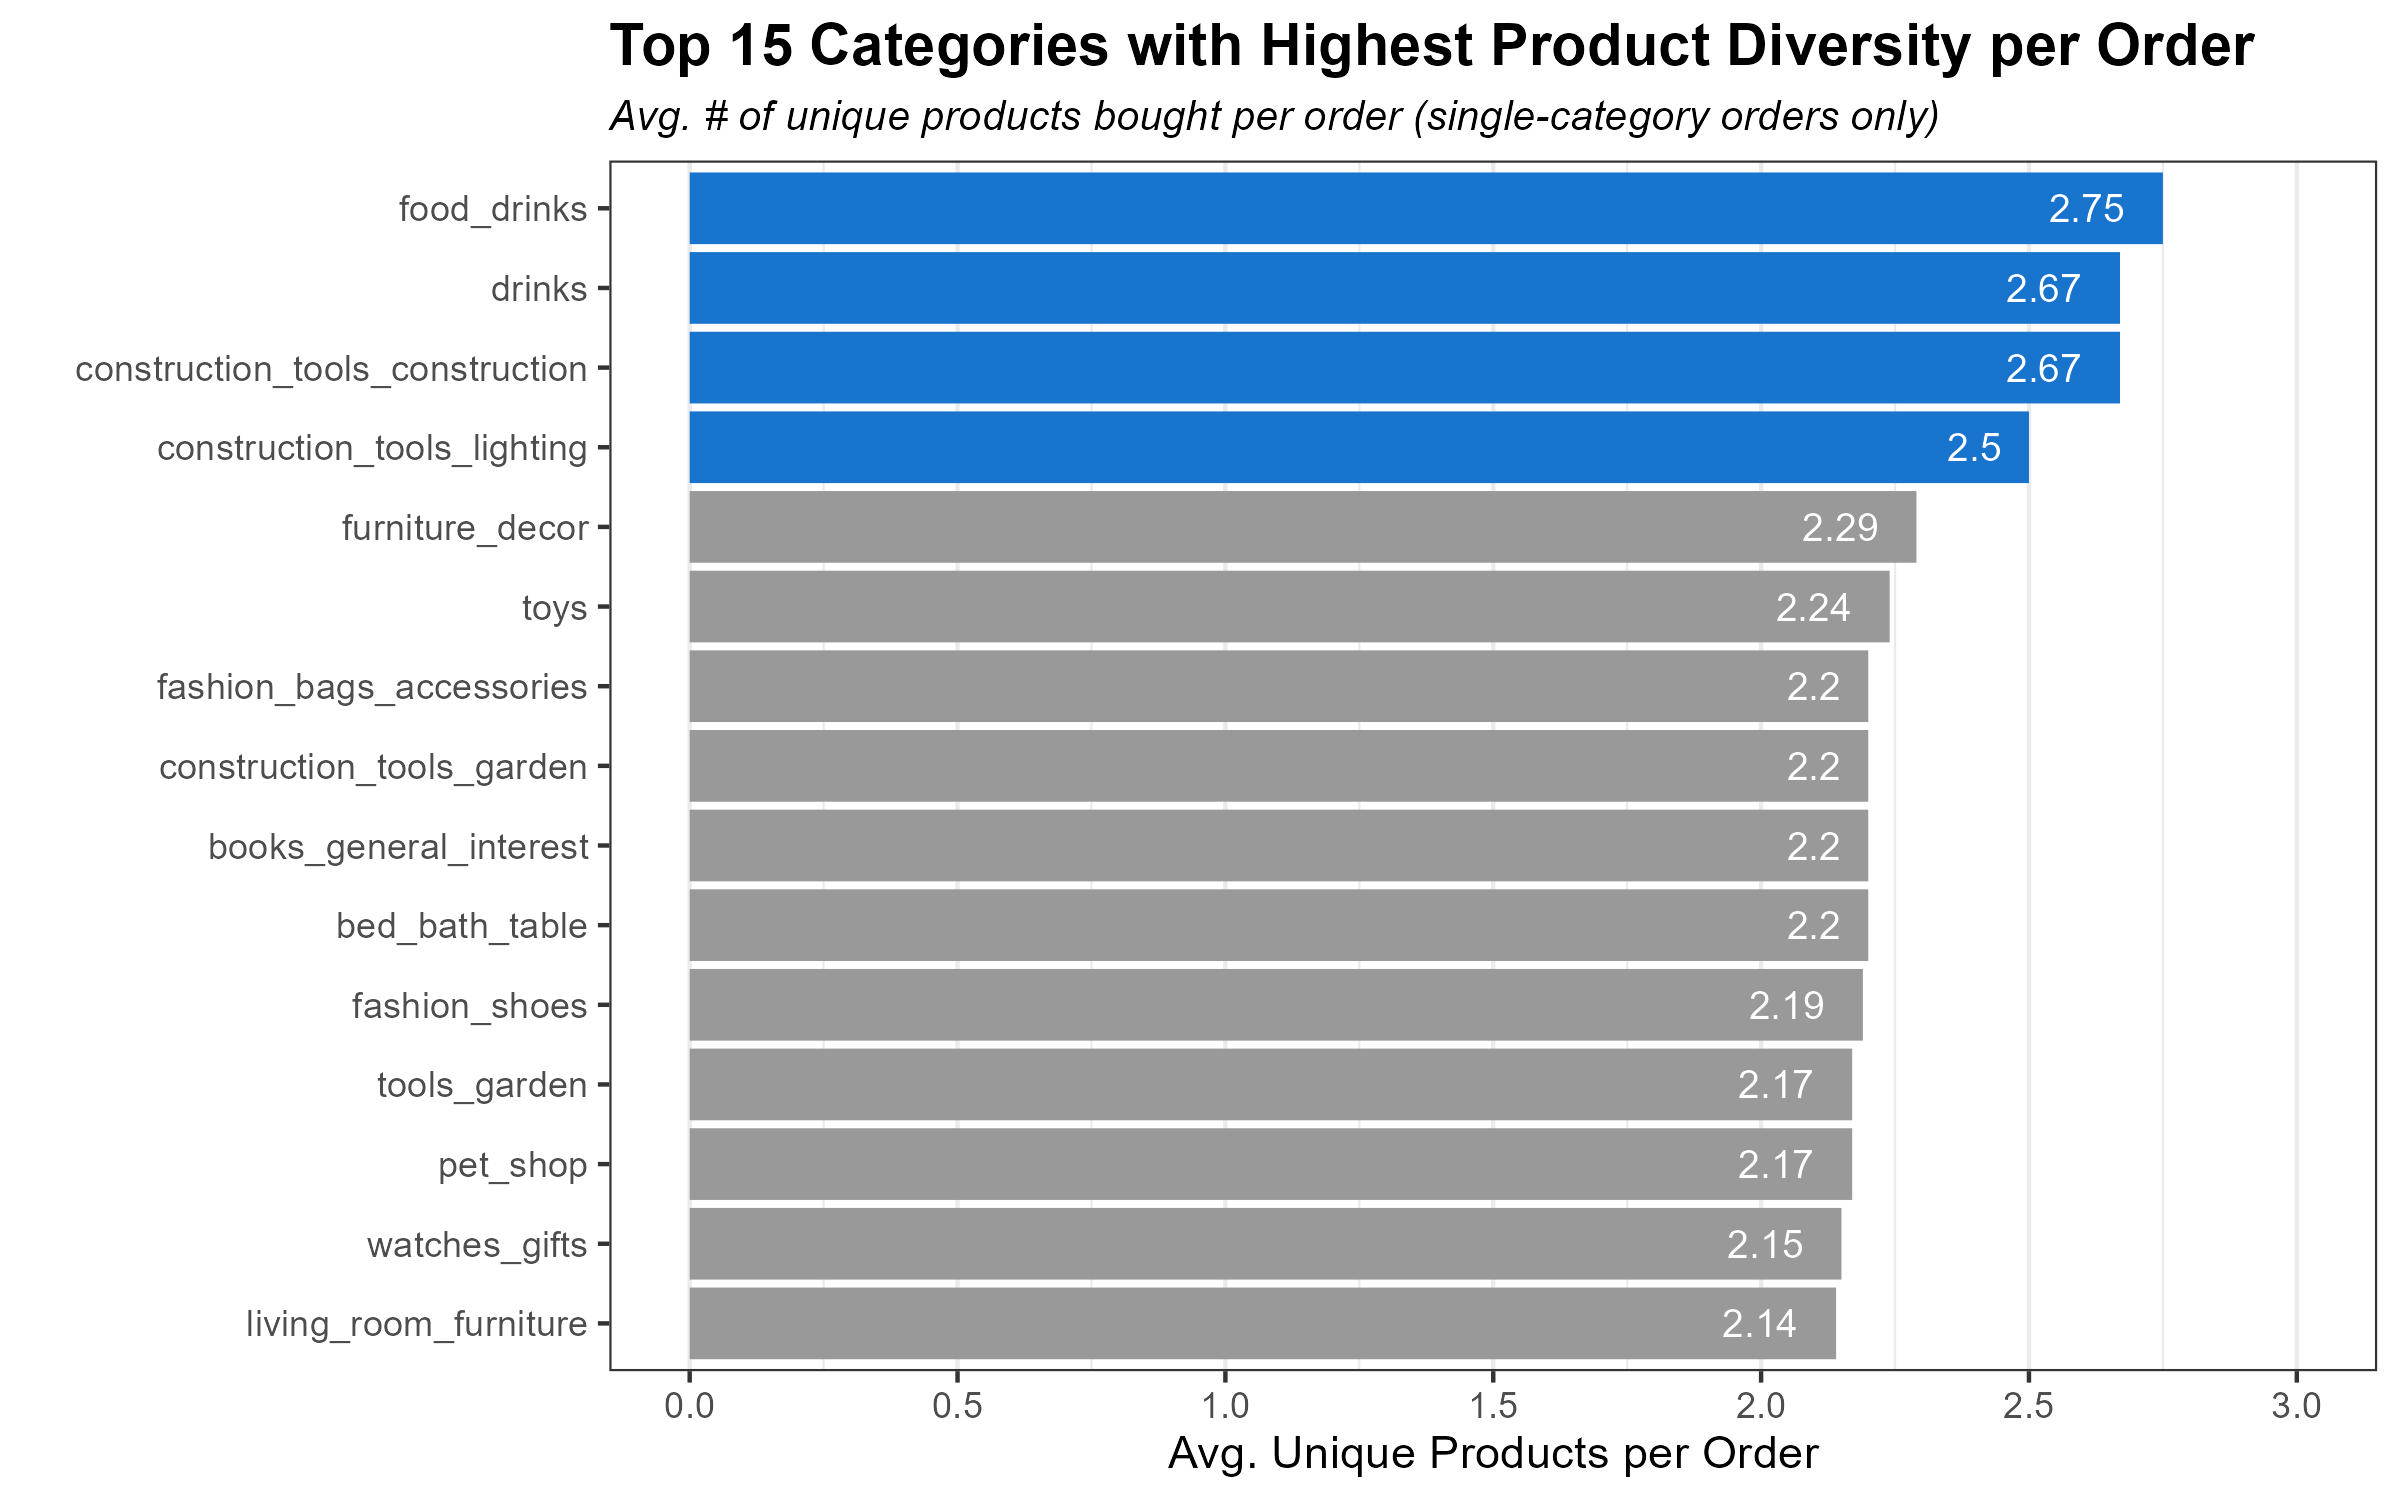 Top 15 Categories with Highest Product Diversity per Order
Avg. # of unique products bought per order (single-category orders only)
food_drinks 2.75
drinks 2.67
construction_tools_construction 2.67
construction_tools_lighting 2.5
furniture_decor 2.29
toys 2.24
fashion_bags_accessories 2.2
construction_tools_garden 2.2
books_general_interest 2.2
bed_bath_table 2.2
fashion_shoes 2.19
tools_garden 2.17
pet_shop 2.17
watches_gifts 2.15
living_room_furniture 2.14
0.0 0.5 1.0 1.5 2.0 2.5 3.0
Avg. Unique Products per Order